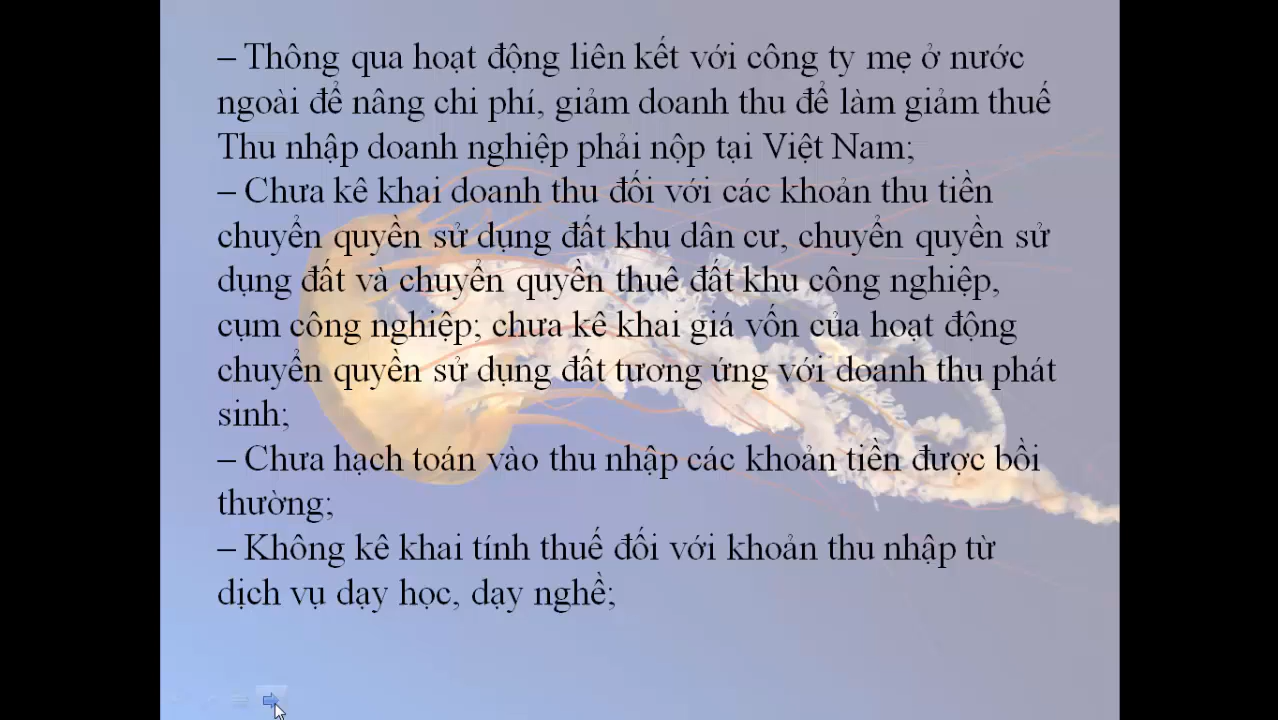 – Thông qua hoạt động liên kết với công ty mẹ ở nước
ngoài để nâng chi phí, giảm doanh thu để làm giảm thuế
Thu nhập doanh nghiệp phải nộp tại Việt Nam;
– Chưa kê khai doanh thu đối với các khoản thu tiền
chuyển quyền sử dụng đất khu dân cư, chuyển quyền sử
dụng đất và chuyển quyền thuê đất khu công nghiệp,
cụm công nghiệp; chưa kê khai giá vốn của hoạt động
chuyển quyền sử dụng đất tương ứng với doanh thu phát
sinh;
– Chưa hạch toán vào thu nhập các khoản tiền được bồi
thường;
– Không kê khai tính thuế đối với khoản thu nhập từ
dịch vụ dạy học, dạy nghề;